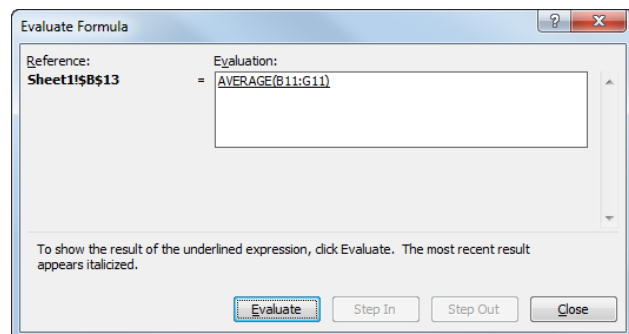 Evaluate Formula
Reference:
Evaluation:
Sheet1!$B$13
=
AVERAGE(B11:G11)
To show the result of the underlined expression, click Evaluate. The most recent result
appears italicized.
Evaluate
Step In
Step Out
Close